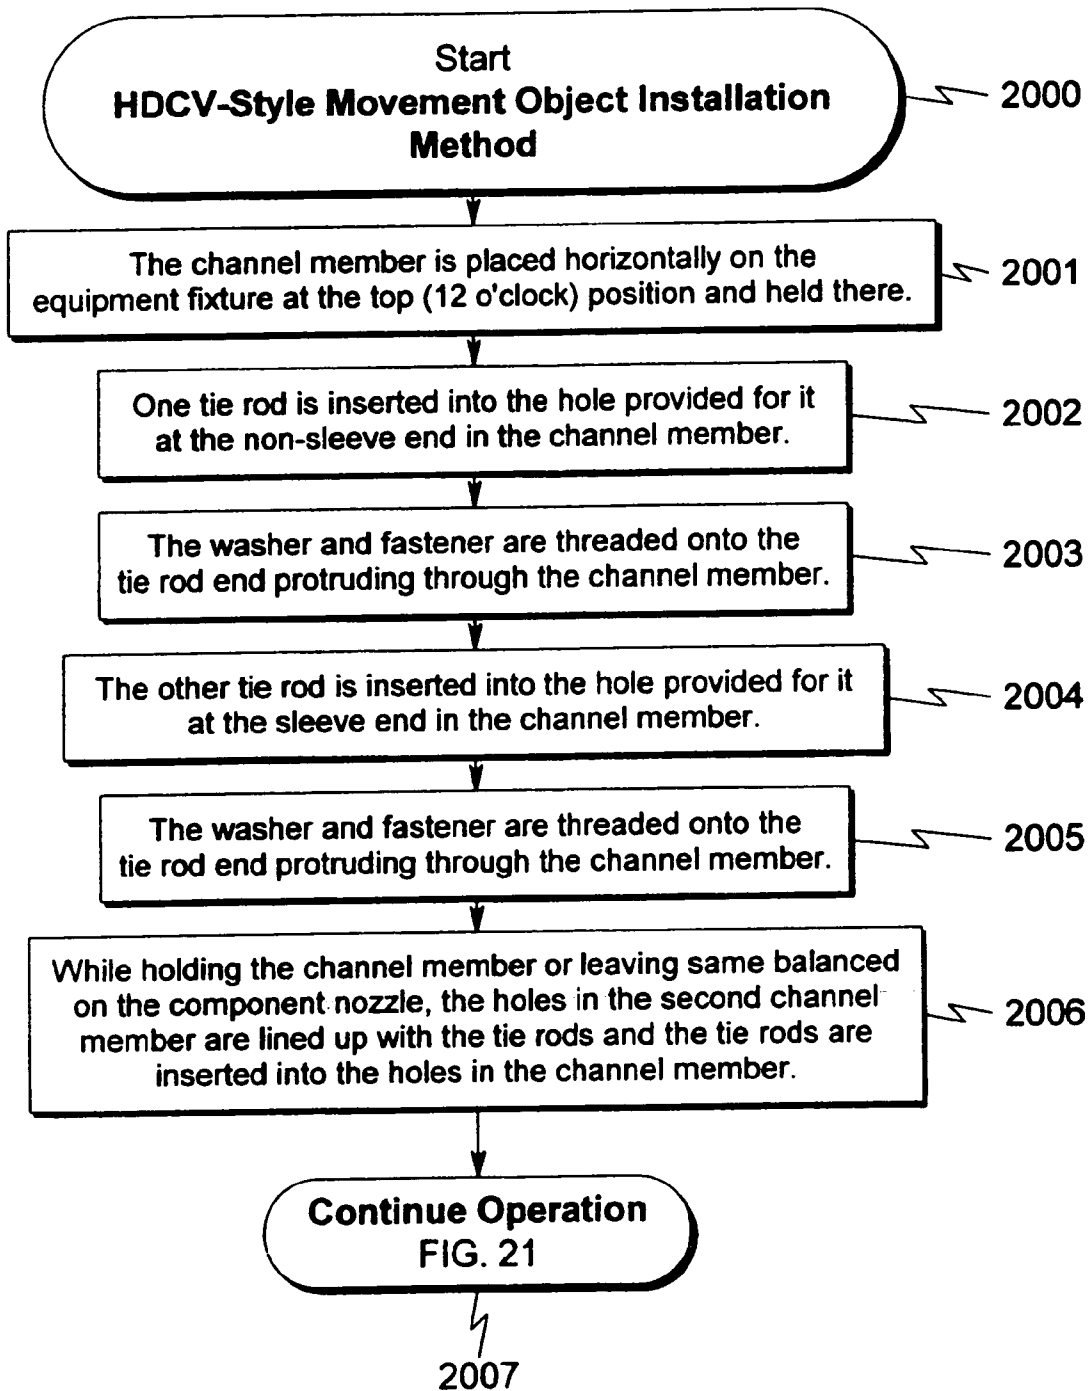 Start
HDCV-Style Movement Object Installation
Method
2000
The channel member is placed horizontally on the
equipment fixture at the top (12 o'clock) position and held there.
2001
One tie rod is inserted into the hole provided for it
at the non-sleeve end in the channel member.
2002
The washer and fastener are threaded onto the
tie rod end protruding through the channel member.
2003
The other tie rod is inserted into the hole provided for it
at the sleeve end in the channel member.
2004
The washer and fastener are threaded onto the
tie rod end protruding through the channel member.
2005
While holding the channel member or leaving same balanced
on the component nozzle, the holes in the second channel
member are lined up with the tie rods and the tie rods are
inserted into the holes in the channel member.
2006
Continue Operation
FIG. 21
2007